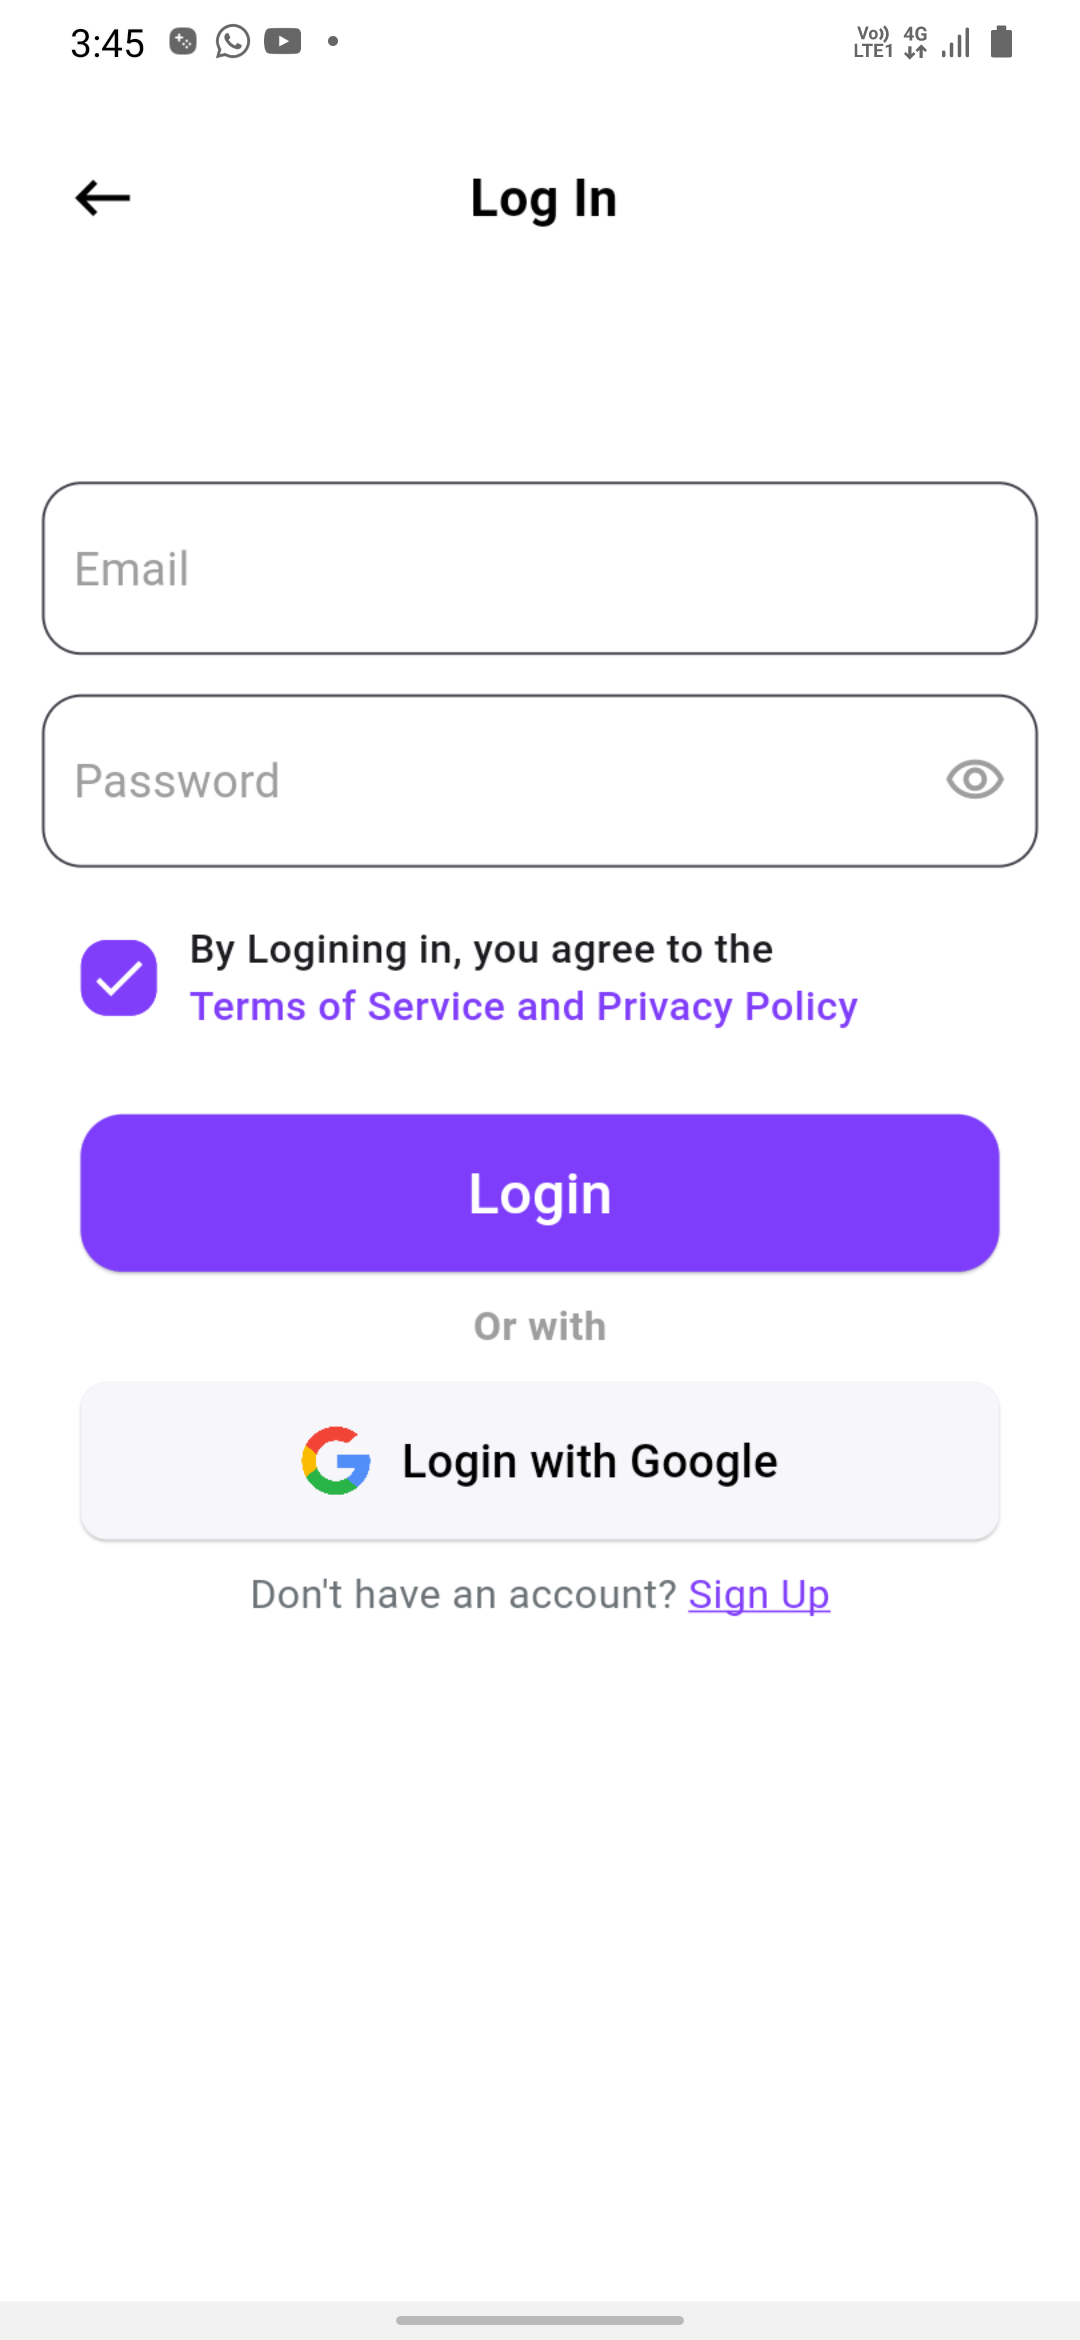 3:45 Vo)) LTE1 4G
Log In
Email
Password
By Logining in, you agree to the
Terms of Service and Privacy Policy
Login
Or with
Login with Google
Don't have an account? Sign Up